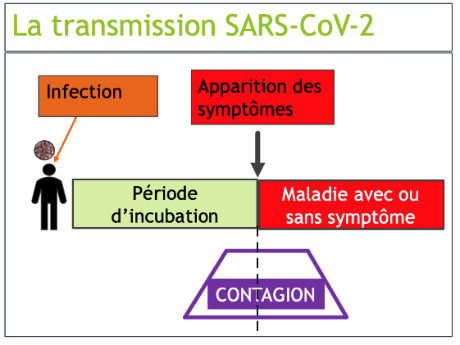 La transmission SARS-CoV-2
Infection
Apparition des
symptômes
Période
d'incubation
Maladie avec ou
sans symptôme
CONTAGION